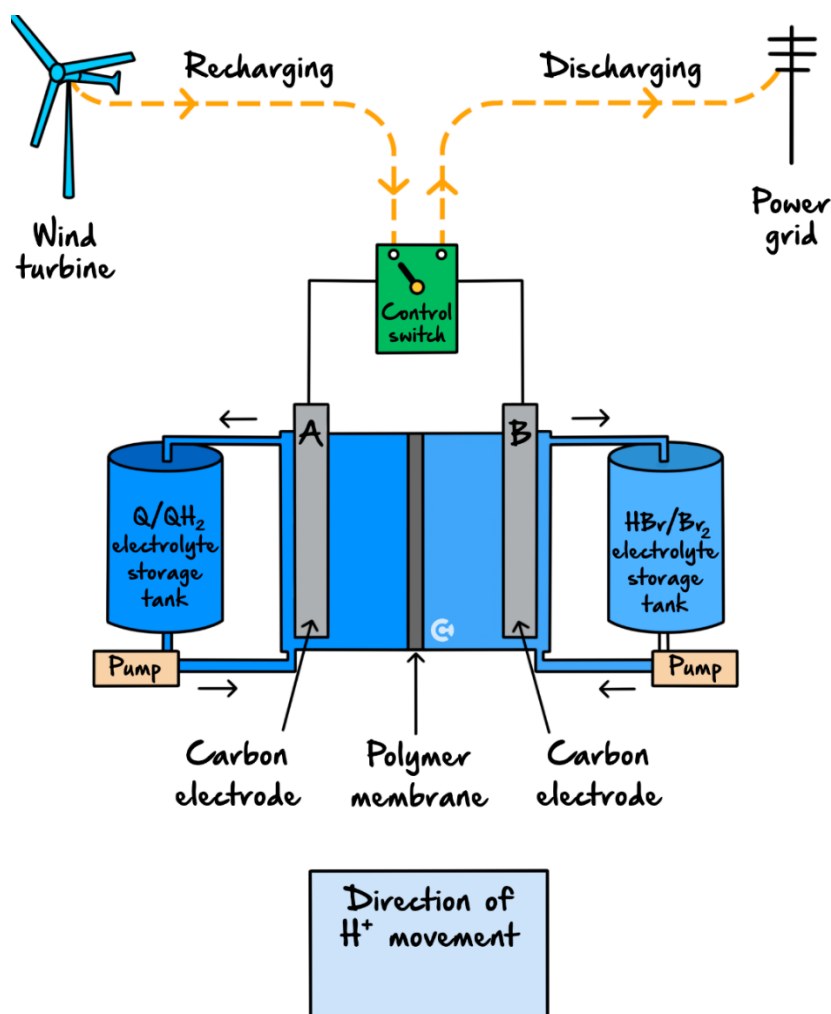 Recharging
Discharging
Wind
turbine
Power
grid
Control
switch
A
B
Q/QH₂
electrolyte
storage
tank
HBr/Br₂
electrolyte
storage
tank
Pump
Pump
Carbon
electrode
Polymer
membrane
Carbon
electrode
Direction of
H⁺ movement